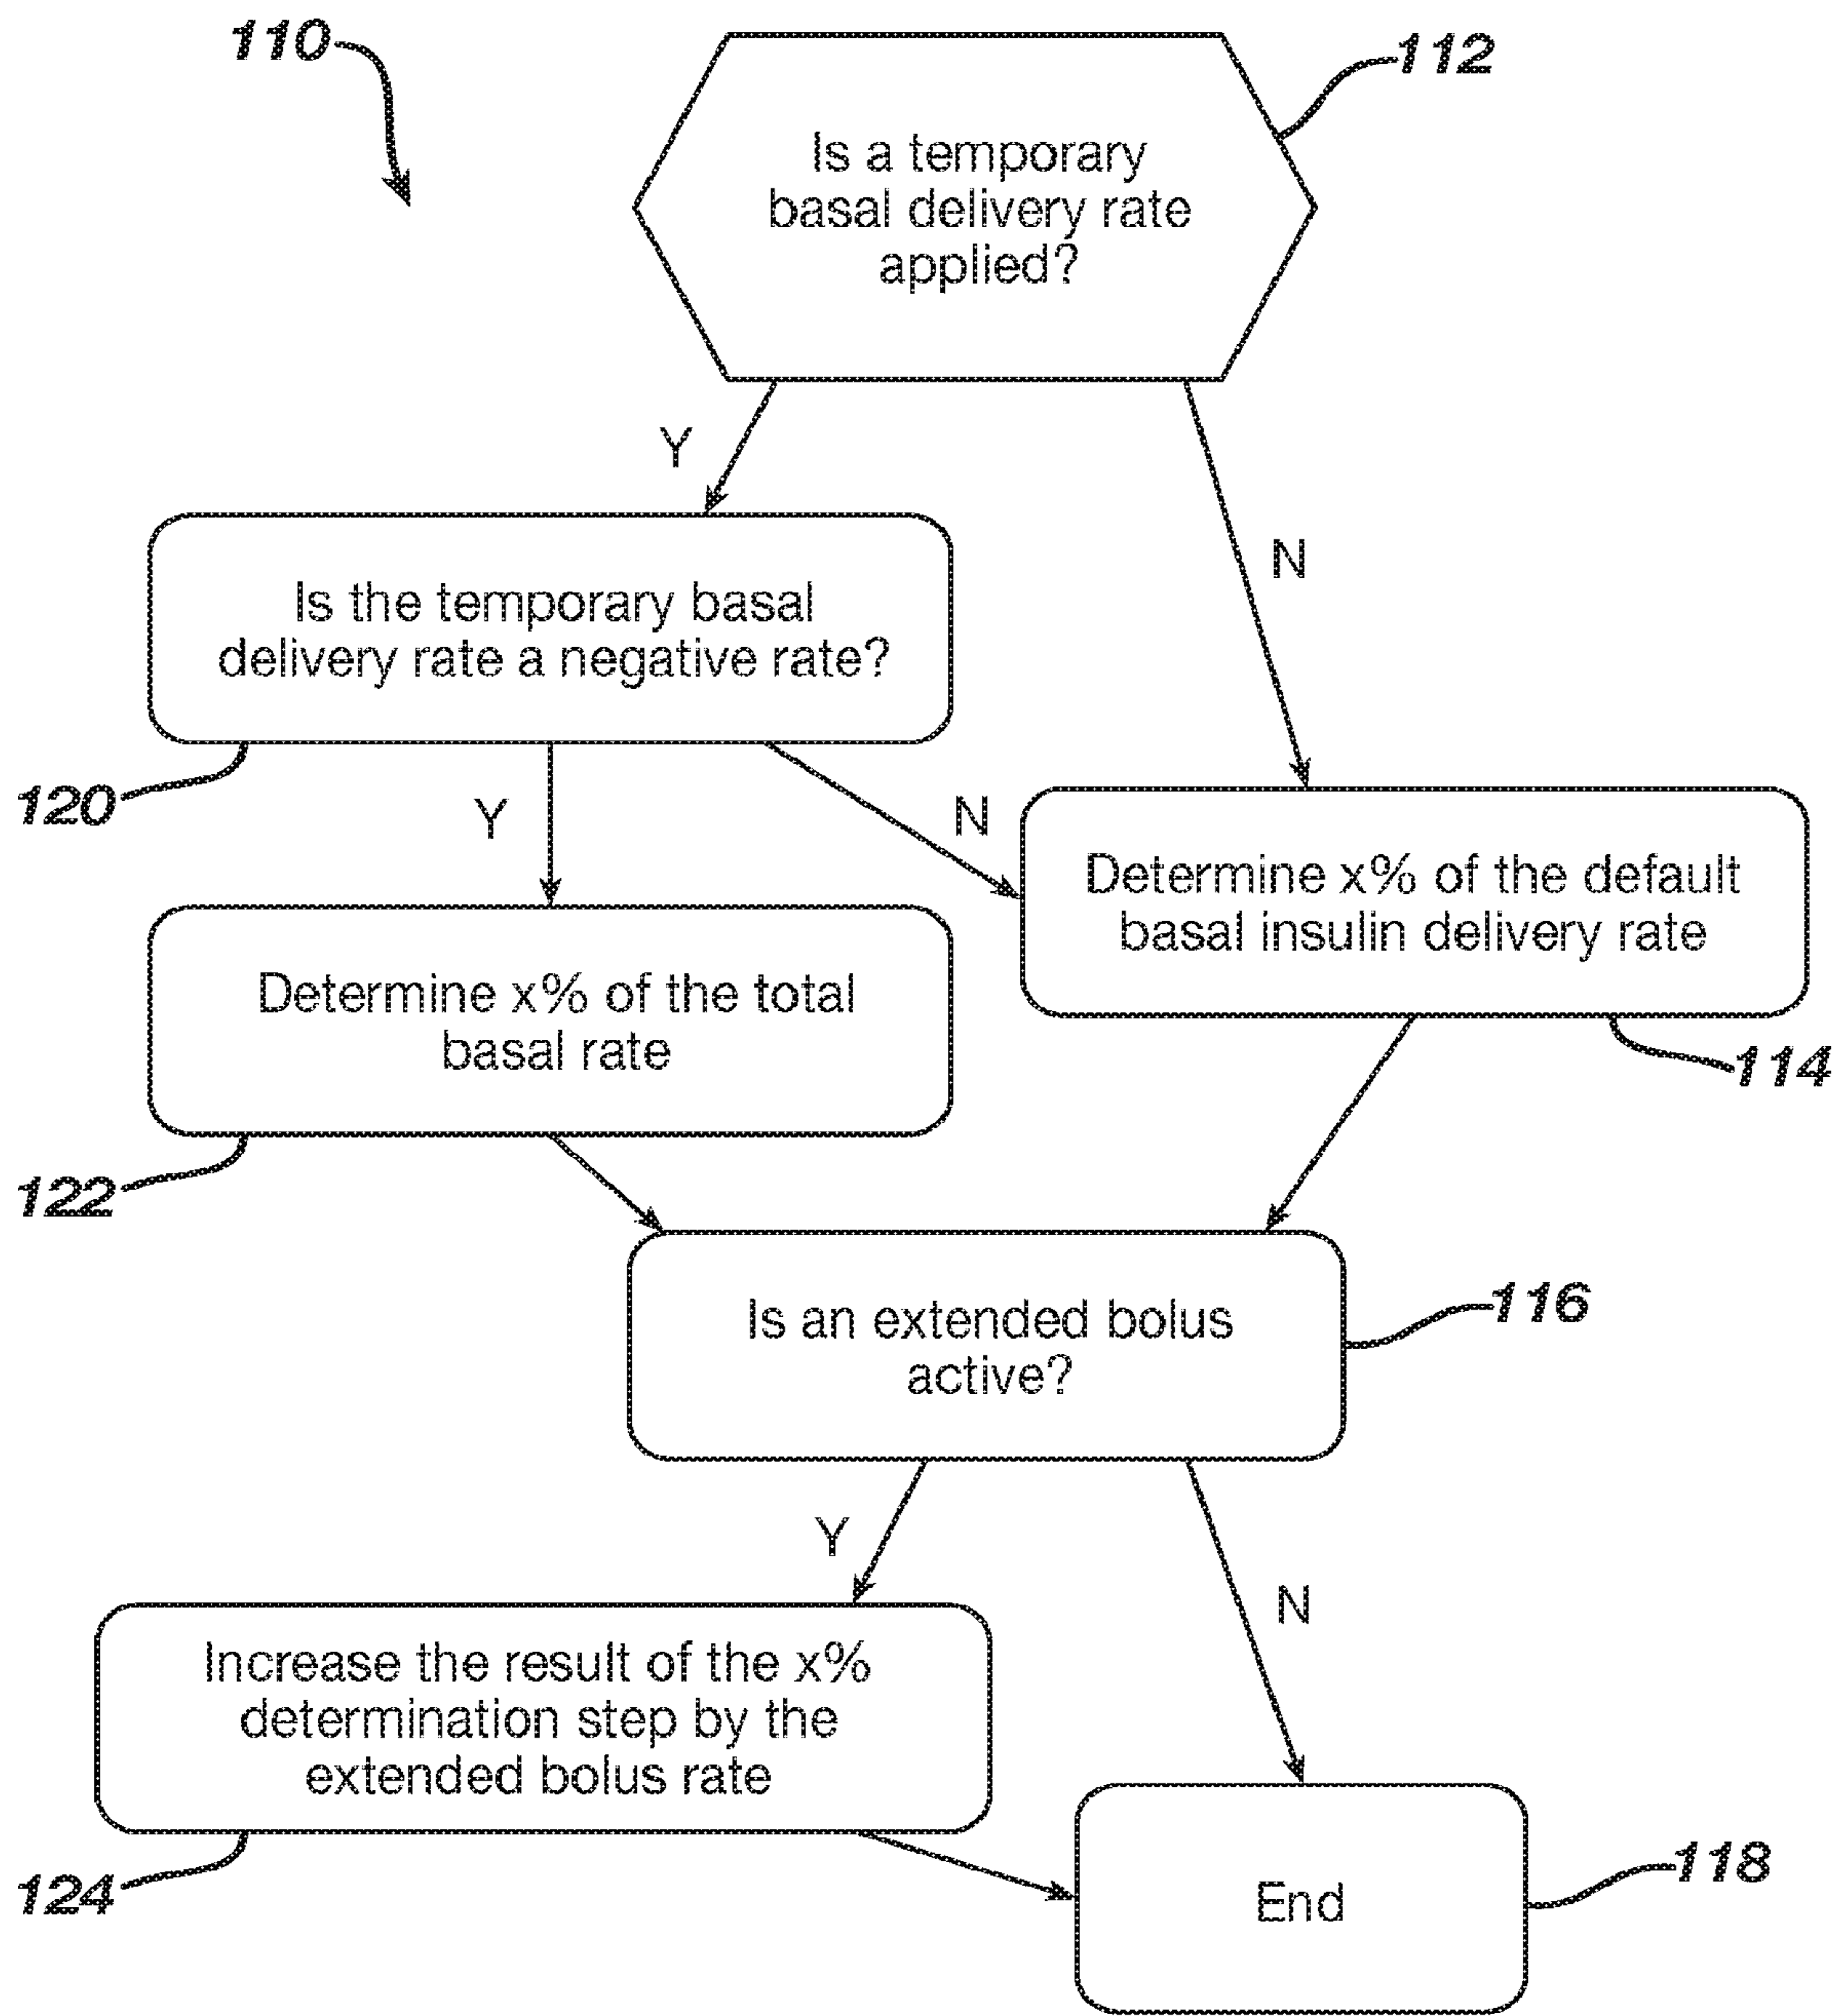 110
112
Is a temporary
basal delivery rate
applied?
Y
N
Is the temporary basal
delivery rate a negative rate?
120
Y
N
Determine x% of the default
basal insulin delivery rate
114
Determine x% of the total
basal rate
122
Is an extended bolus
active?
116
Y
N
Increase the result of the x%
determination step by the
extended bolus rate
124
End
118